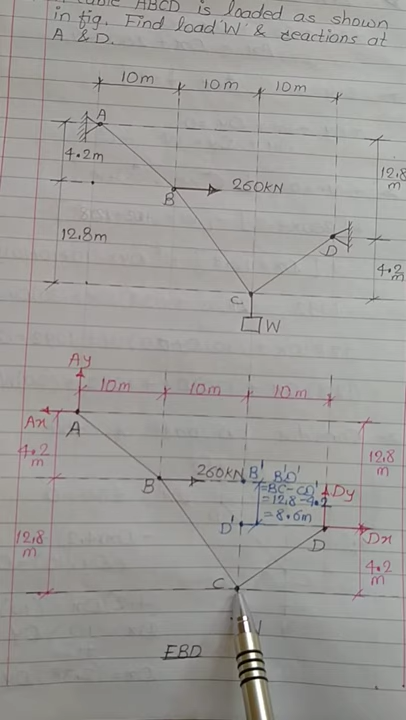 ABCD is loaded as shown
in fig. Find load 'W' & reactions at
A & D.
10m 10m 10m
A
4.2m
12.8
m
B 260KN
12.8m
D
4.2
m
C
W
Ay
10m 10m 10m
Ax
A
4.2
m
12.8
m
260KN B' B'D'
B
=BC-CD'
Dy
=12.8-4.2
=8.6m
D'
Dx
D
12.8
m
4.2
m
C
FBD